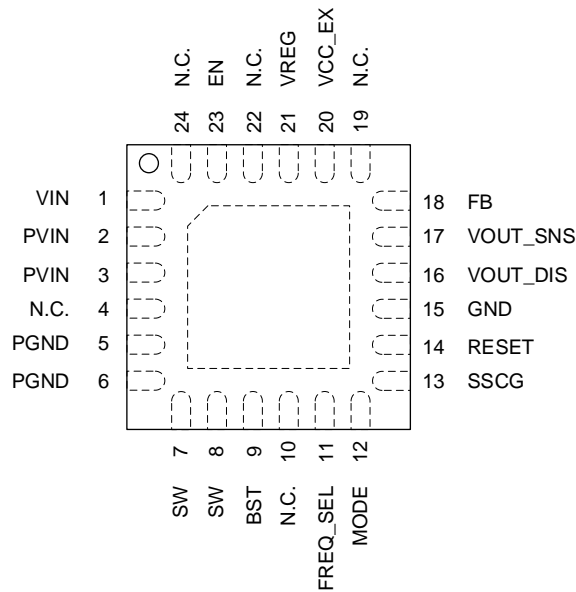 N.C.
EN
N.C.
VREG
VCC_EX
N.C.
24
23
22
21
20
19
VIN 1
PVIN 2
PVIN 3
N.C. 4
PGND 5
PGND 6
18 FB
17 VOUT_SNS
16 VOUT_DIS
15 GND
14 RESET
13 SSCG
7
8
9
10
11
12
SW
SW
BST
N.C.
FREQ_SEL
MODE